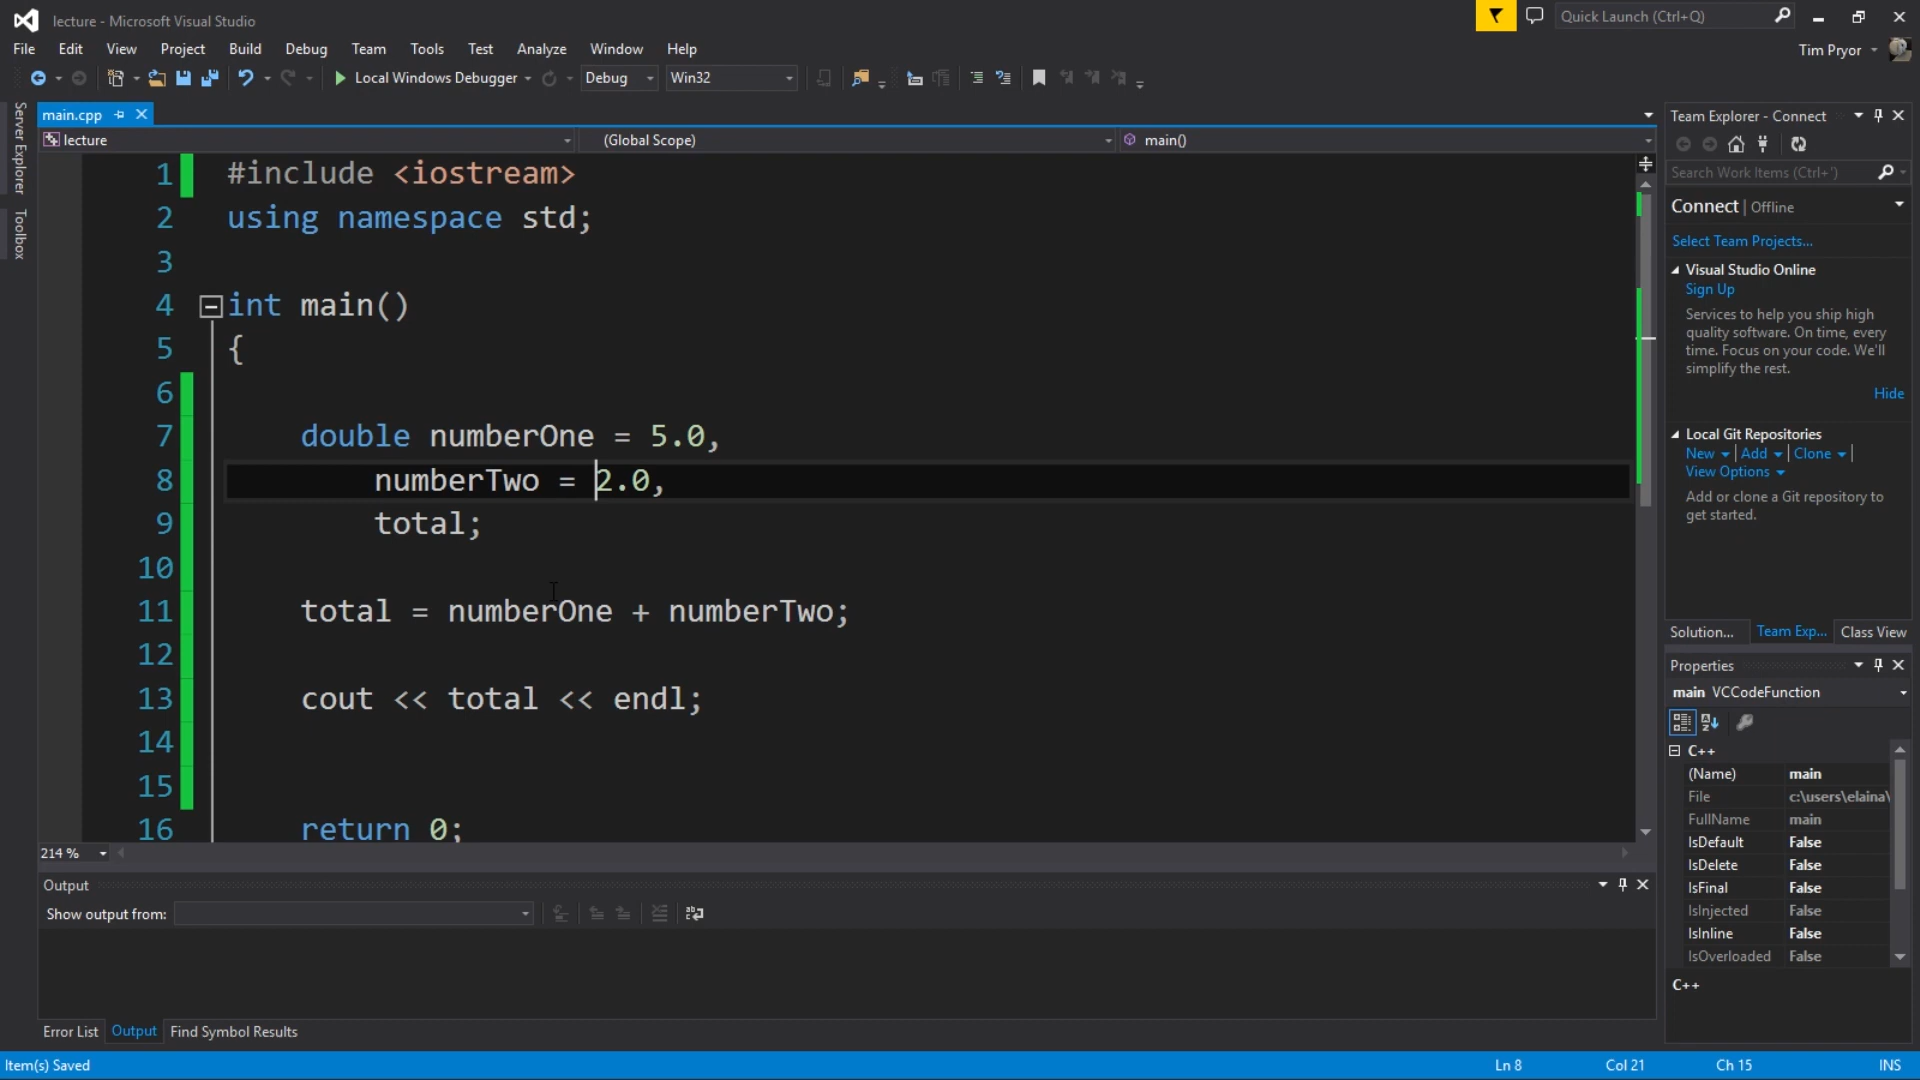 lecture - Microsoft Visual Studio
Quick Launch (Ctrl+Q)
File Edit View Project Build Debug Team Tools Test Analyze Window Help
Tim Pryor
Local Windows Debugger Debug Win32
Server Explorer
Toolbox
main.cpp
lecture (Global Scope) main()
1 #include <iostream>
2 using namespace std;
3
4 int main()
5 {
6
7 double numberOne = 5.0,
8 numberTwo = 2.0,
9 total;
10
11 total = numberOne + numberTwo;
12
13 cout << total << endl;
14
15
16 return 0;
214 %
Output
Show output from:
Error List Output Find Symbol Results
Team Explorer - Connect
Search Work Items (Ctrl+')
Connect | Offline
Select Team Projects...
Visual Studio Online
Sign Up
Services to help you ship high
quality software. On time, every
time. Focus on your code. We'll
simplify the rest.
Hide
Local Git Repositories
New | Add | Clone |
View Options
Add or clone a Git repository to
get started.
Solution... Team Exp... Class View
Properties
main VCCodeFunction
C++
(Name) main
File c:\users\elaina\
FullName main
IsDefault False
IsDelete False
IsFinal False
IsInjected False
IsInline False
IsOverloaded False
C++
Item(s) Saved Ln 8 Col 21 Ch 15 INS